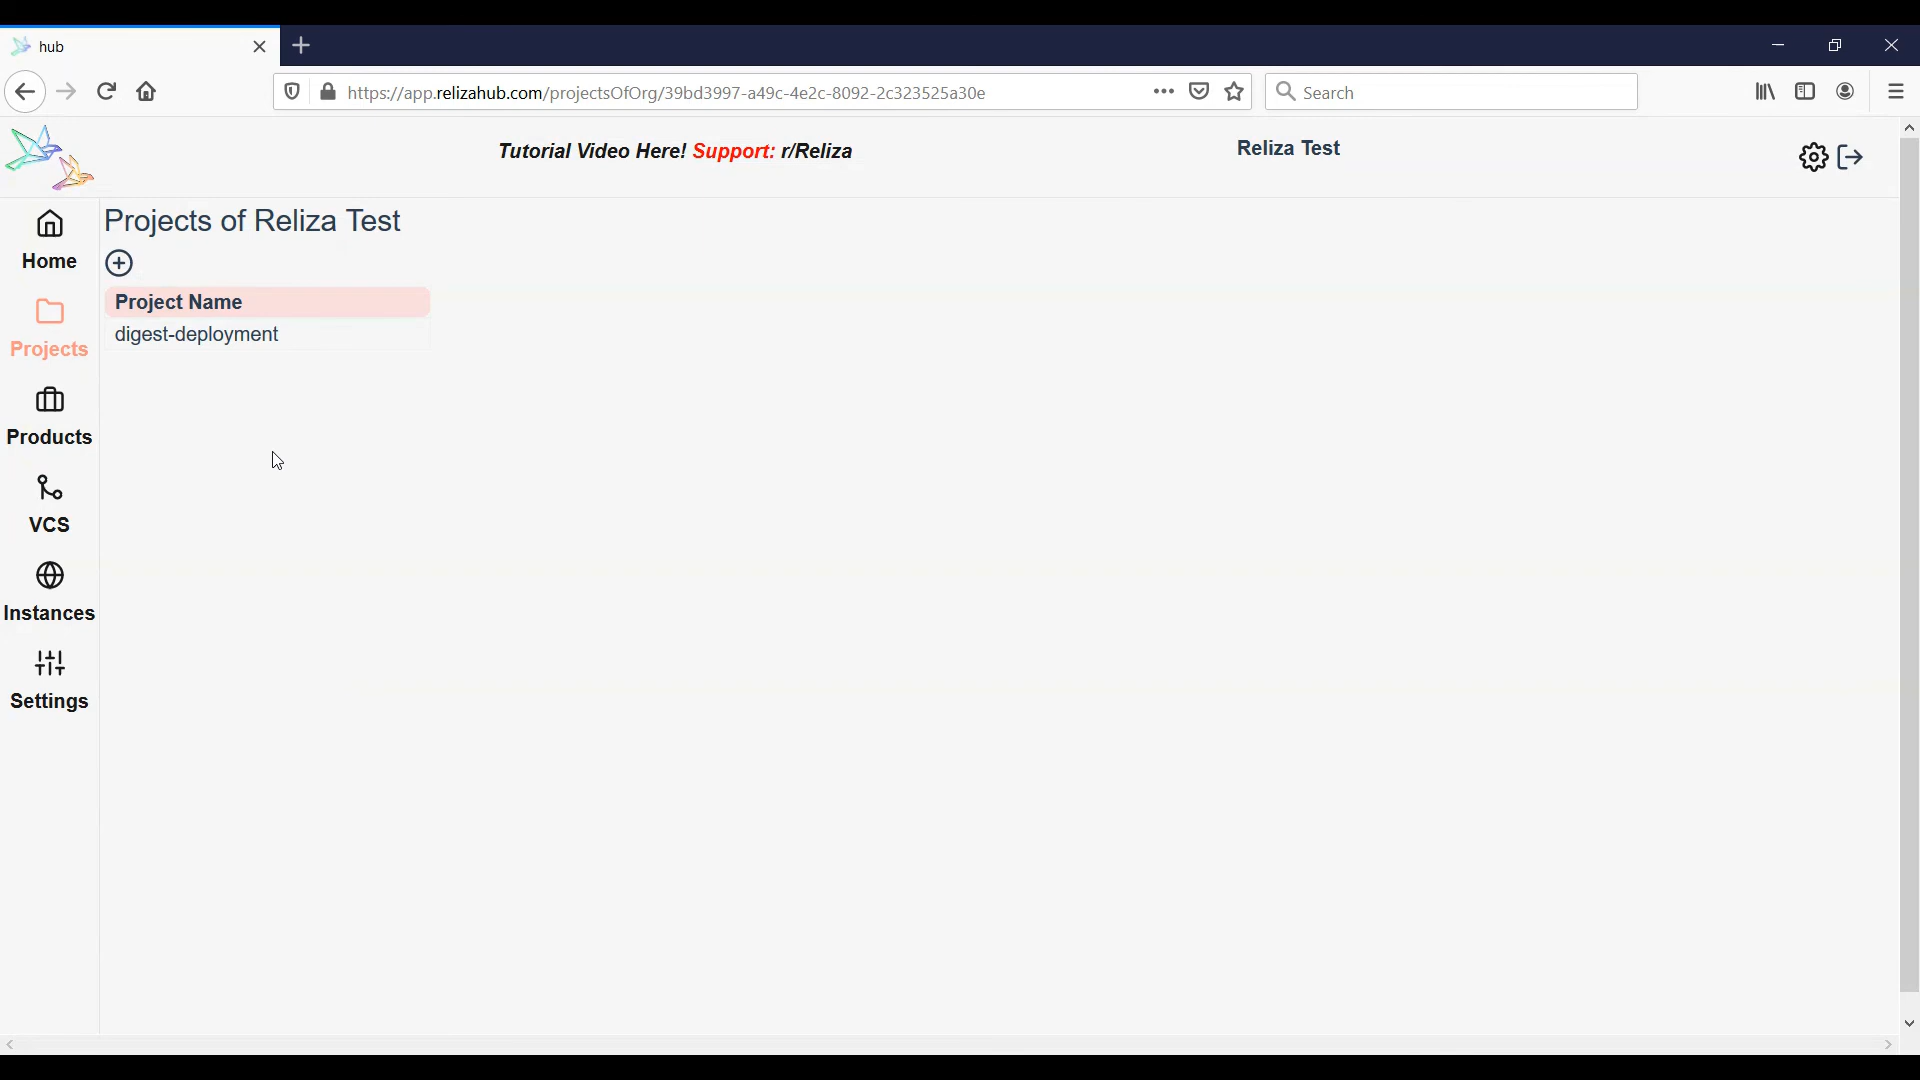 hub
https://app.relizahub.com/projectsOfOrg/39bd3997-a49c-4e2c-8092-2c323525a30e
Search
Tutorial Video Here! Support: r/Reliza
Reliza Test
Home
Projects
Products
VCS
Instances
Settings
Projects of Reliza Test
Project Name
digest-deployment